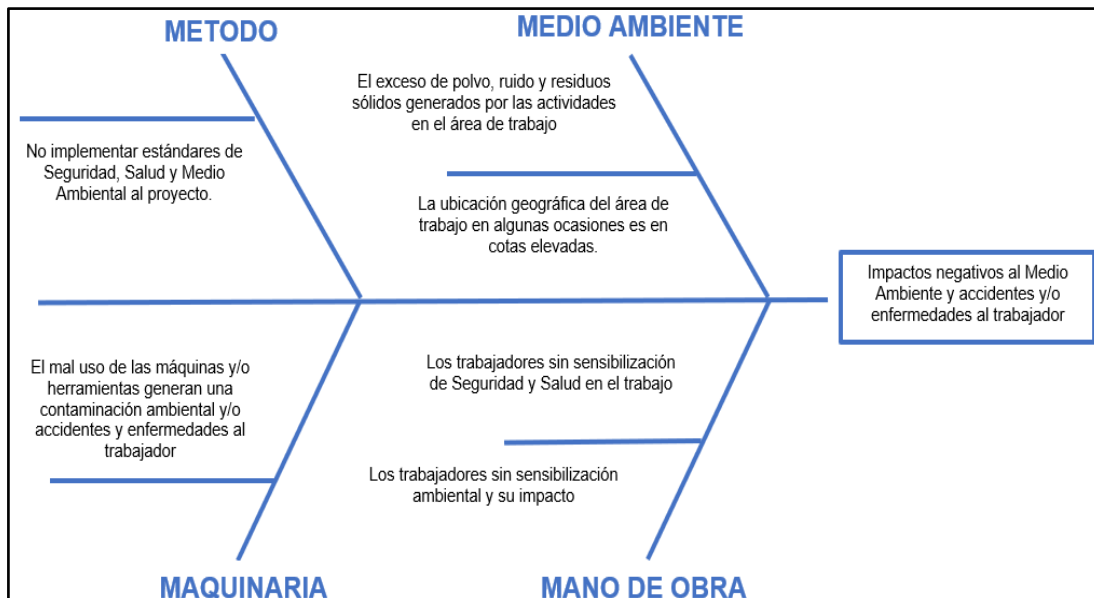 METODO
MEDIO AMBIENTE
El exceso de polvo, ruido y residuos
sólidos generados por las actividades
en el área de trabajo
No implementar estándares de
Seguridad, Salud y Medio
Ambiental al proyecto.
La ubicación geográfica del área de
trabajo en algunas ocasiones es en
cotas elevadas.
Impactos negativos al Medio
Ambiente y accidentes y/o
enfermedades al trabajador
El mal uso de las máquinas y/o
herramientas generan una
contaminación ambiental y/o
accidentes y enfermedades al
trabajador
Los trabajadores sin sensibilización
de Seguridad y Salud en el trabajo
Los trabajadores sin sensibilización
ambiental y su impacto
MAQUINARIA
MANO DE OBRA